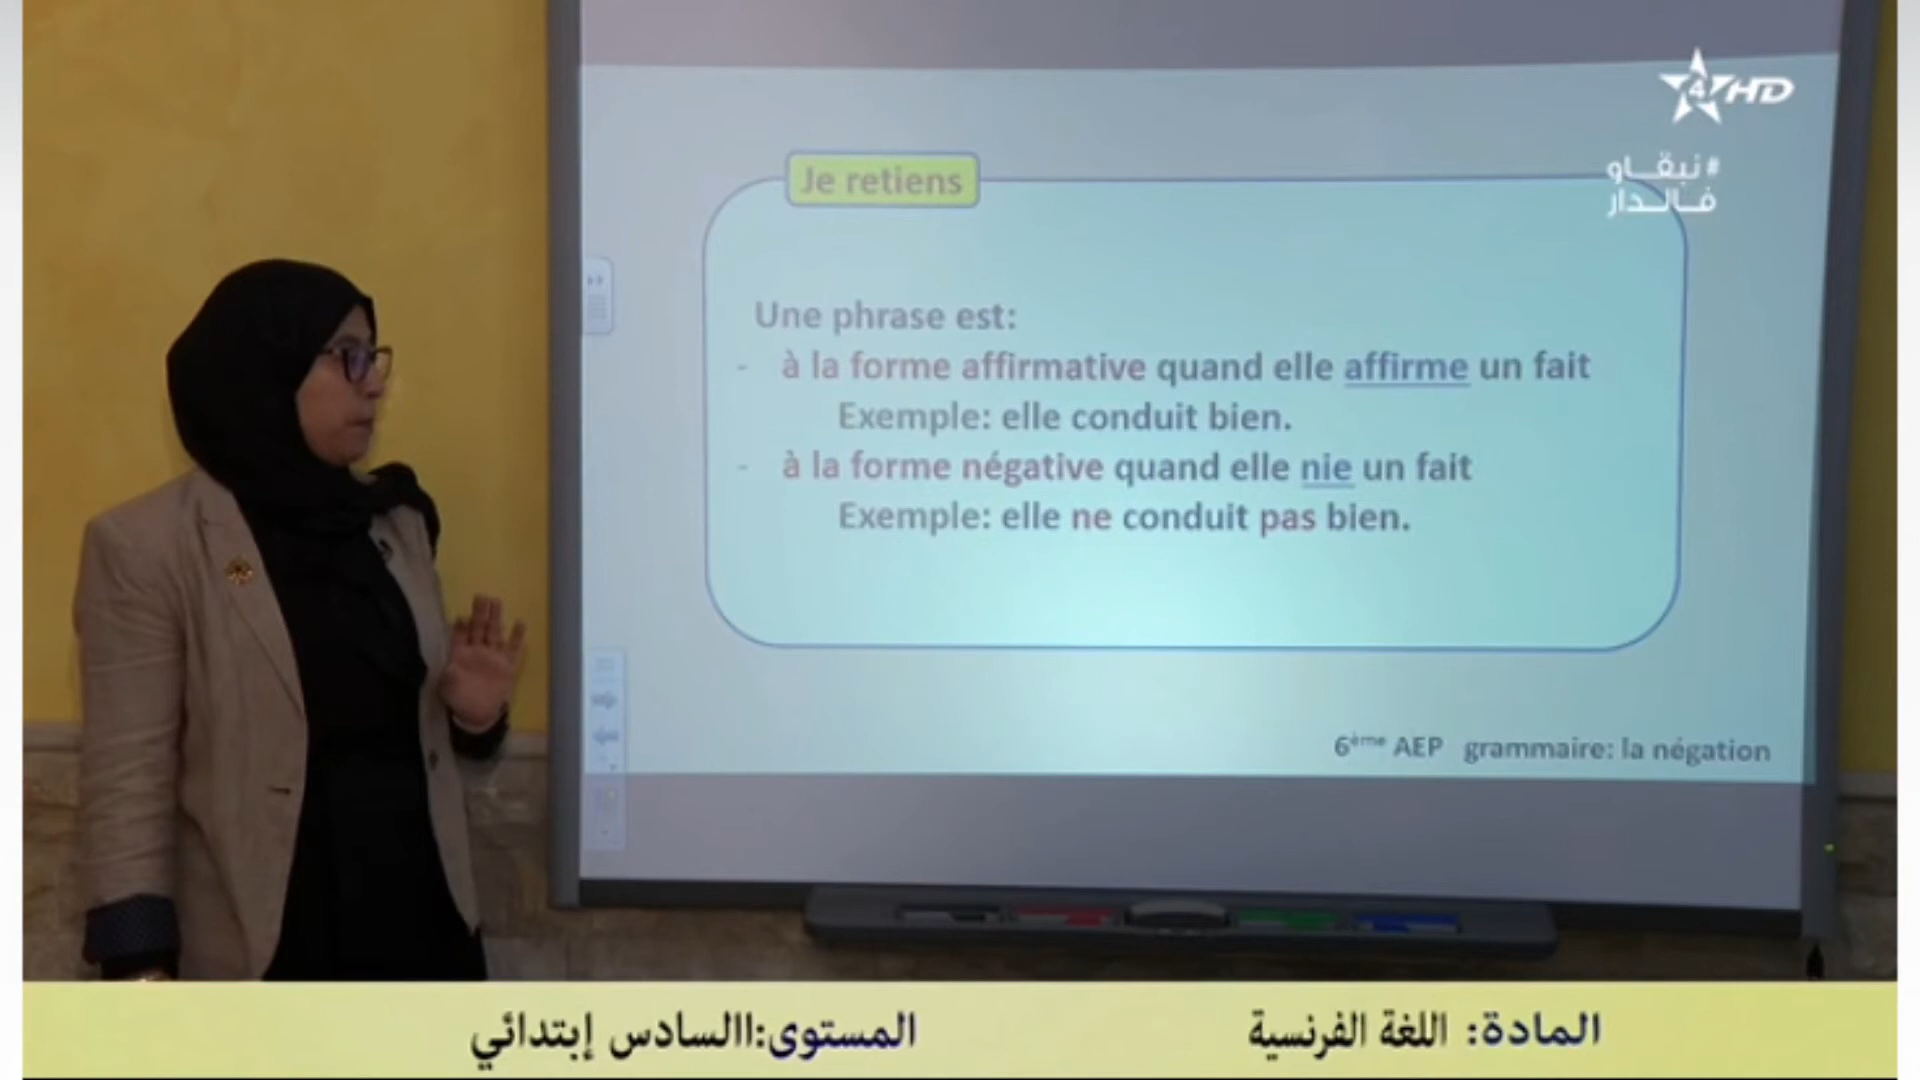 4 HD
#نبقاو
فالدار
Je retiens
Une phrase est:
- à la forme affirmative quand elle affirme un fait
Exemple: elle conduit bien.
- à la forme négative quand elle nie un fait
Exemple: elle ne conduit pas bien.
6ème AEP grammaire: la négation
المادة: اللغة الفرنسية
المستوى:االسادس إبتدائي